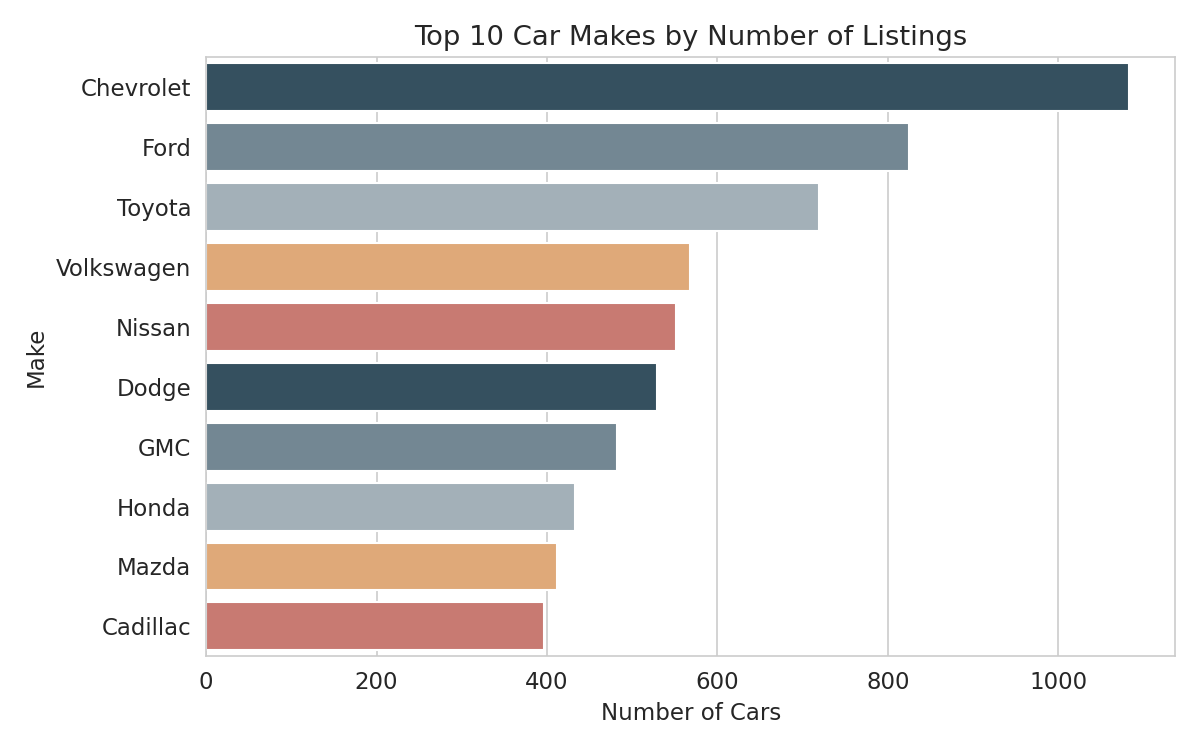 Top 10 Car Makes by Number of Listings
Chevrolet
Ford
Toyota
Volkswagen
Nissan
Dodge
GMC
Honda
Mazda
Cadillac
Make
0 200 400 600 800 1000
Number of Cars